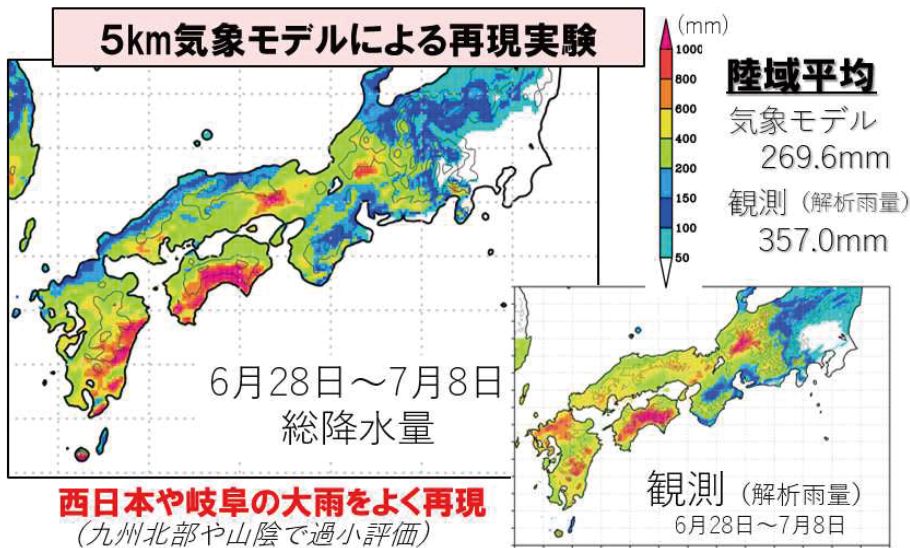 5km気象モデルによる再現実験
(mm)
1000
800
600
400
200
150
100
50
陸域平均
気象モデル
269.6mm
観測（解析雨量）
357.0mm
6月28日～7月8日
総降水量
観測（解析雨量）
6月28日～7月8日
西日本や岐阜の大雨をよく再現
（九州北部や山陰で過小評価）